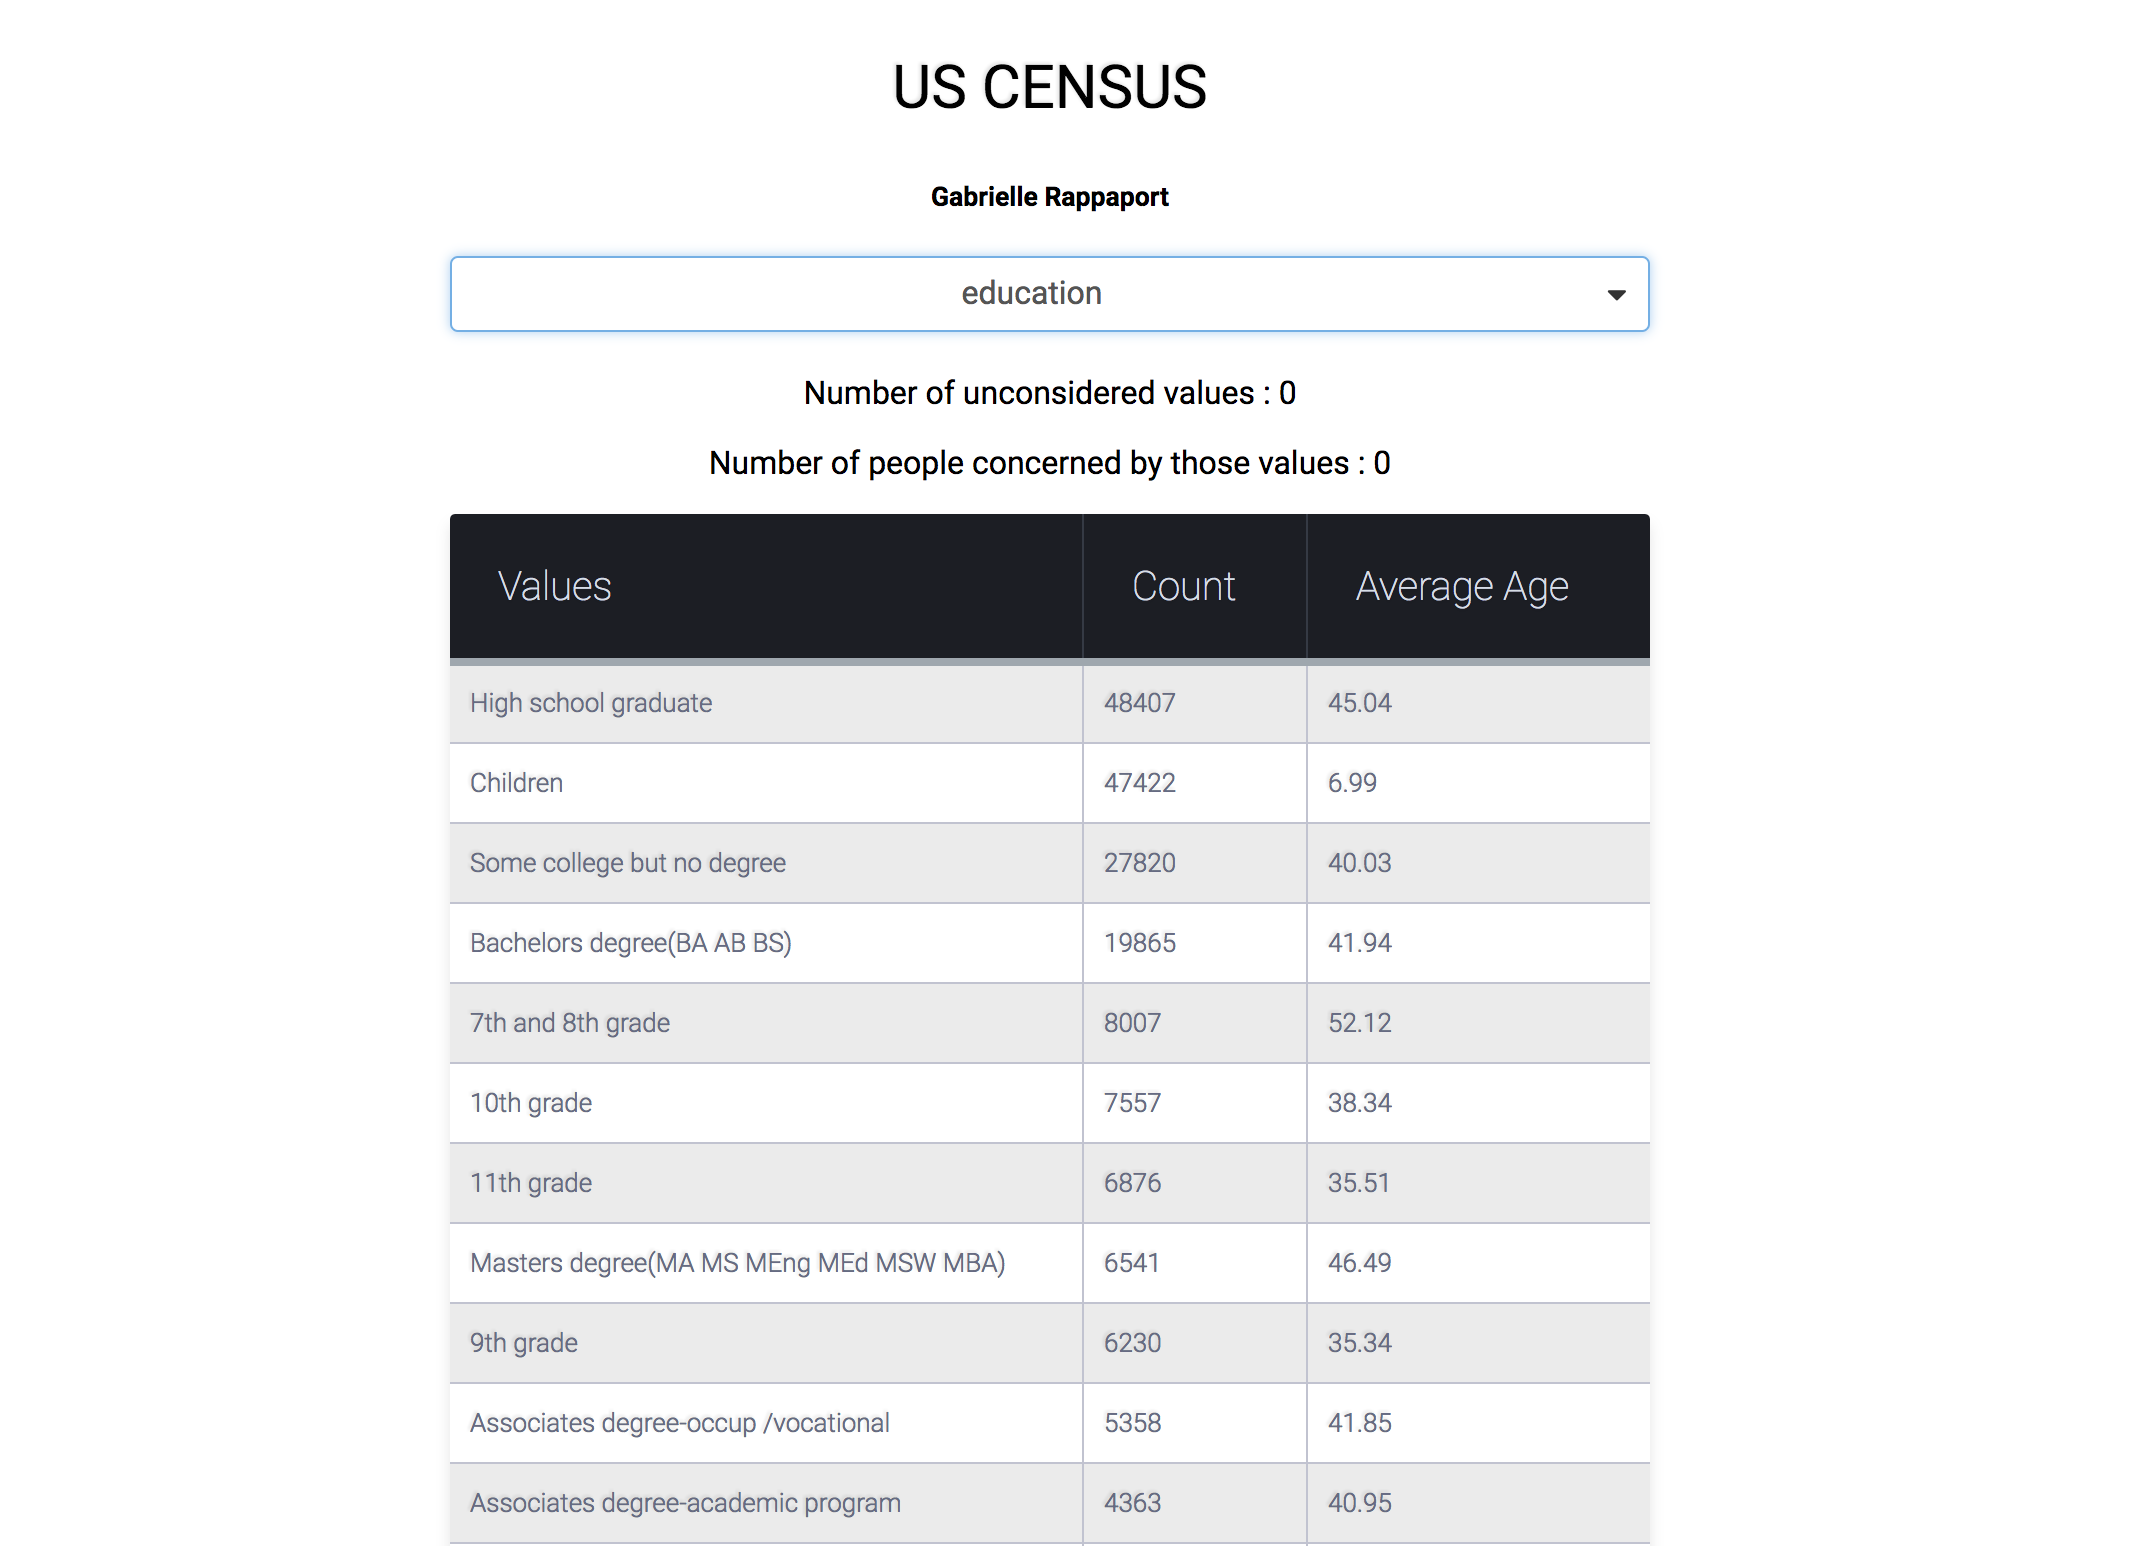 US CENSUS
Gabrielle Rappaport
education
Number of unconsidered values : 0
Number of people concerned by those values : 0
Values Count Average Age
High school graduate 48407 45.04
Children 47422 6.99
Some college but no degree 27820 40.03
Bachelors degree(BA AB BS) 19865 41.94
7th and 8th grade 8007 52.12
10th grade 7557 38.34
11th grade 6876 35.51
Masters degree(MA MS MEng MEd MSW MBA) 6541 46.49
9th grade 6230 35.34
Associates degree-occup /vocational 5358 41.85
Associates degree-academic program 4363 40.95